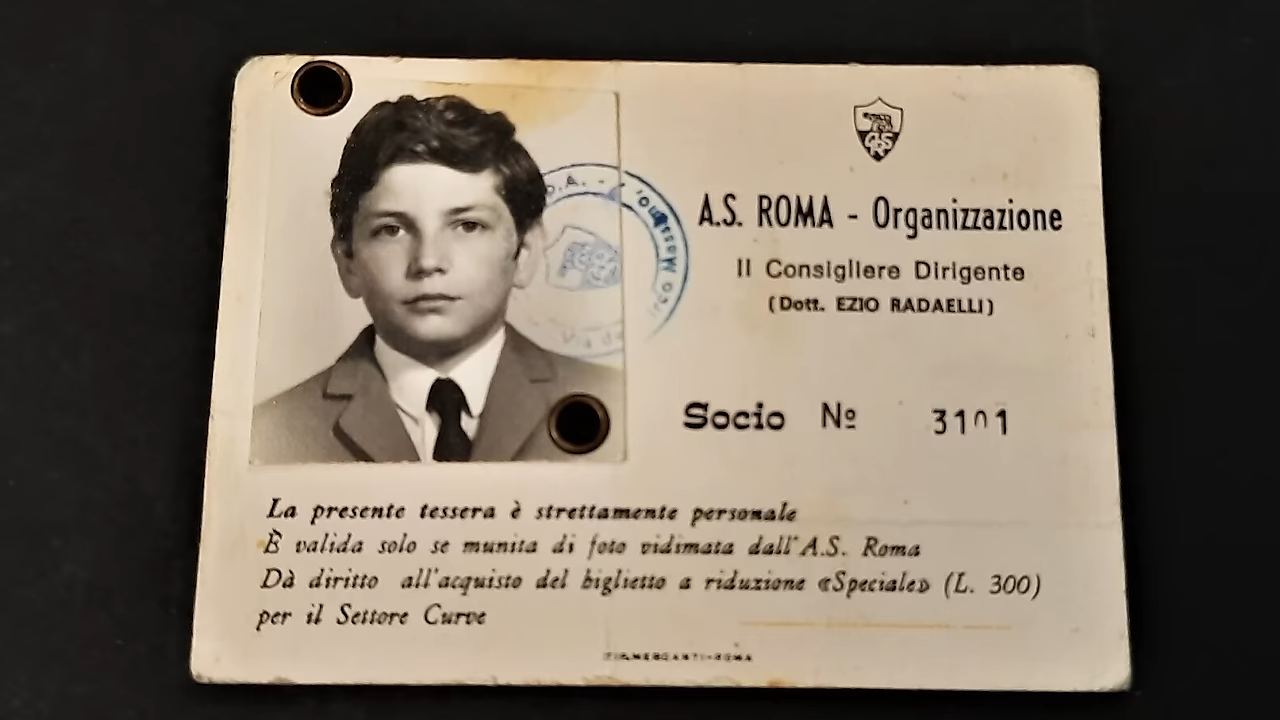 A.S. ROMA - Organizzazione
Il Consigliere Dirigente
(Dott. EZIO RADAELLI)
Socio Nº 3101
La presente tessera è strettamente personale
È valida solo se munita di foto vidimata dall'A.S. Roma
Dà diritto all'acquisto del biglietto a riduzione «Speciale» (L. 300)
per il Settore Curve